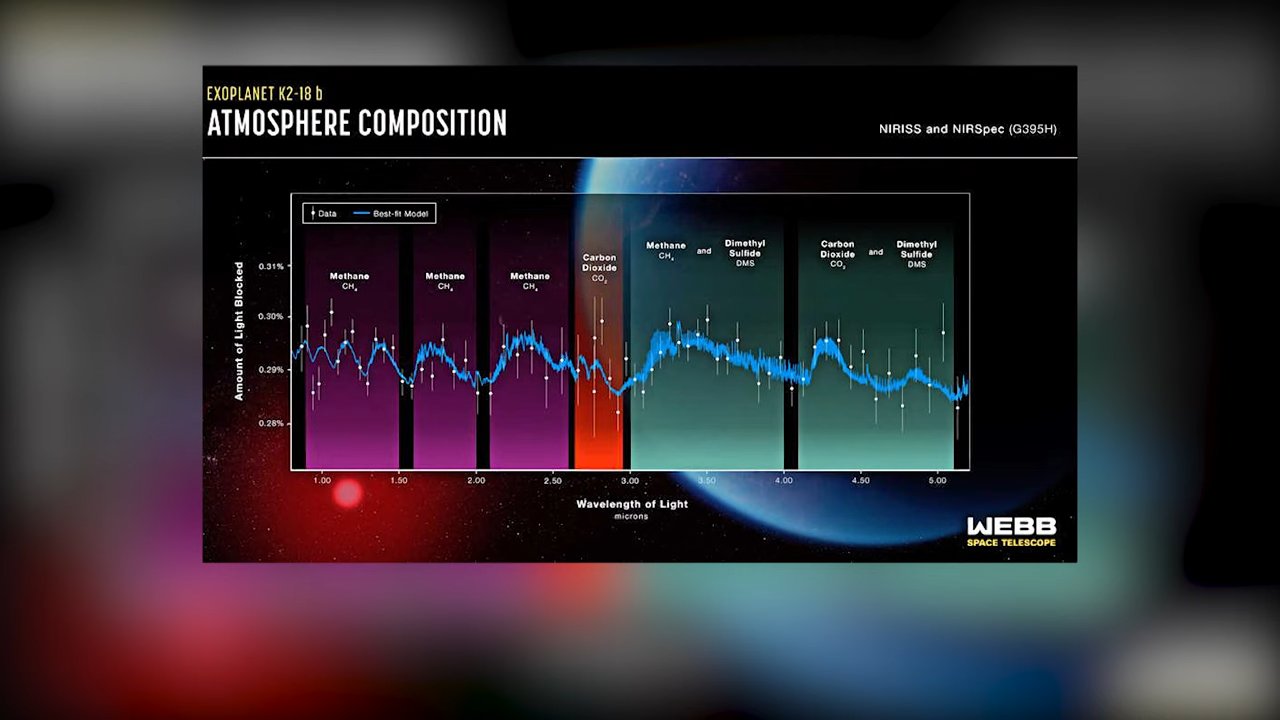 EXOPLANET K2-18 b
ATMOSPHERE COMPOSITION
NIRISS and NIRSpec (G395H)
Data
Best-fit Model
Amount of Light Blocked
0.31%
0.30%
0.29%
0.28%
Methane
CH₄
Methane
CH₄
Methane
CH₄
Carbon
Dioxide
CO₂
Methane
CH₄
and
Dimethyl
Sulfide
DMS
Carbon
Dioxide
CO₂
and
Dimethyl
Sulfide
DMS
1.00 1.50 2.00 2.50 3.00 3.50 4.00 4.50 5.00
Wavelength of Light
microns
WEBB
SPACE TELESCOPE